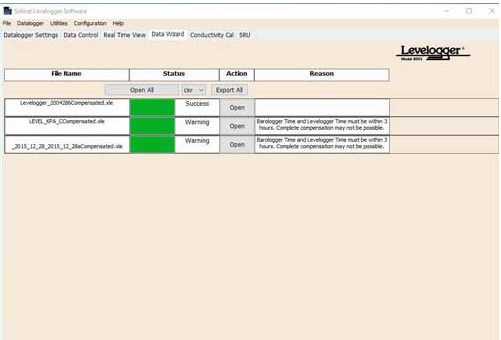 Solinst Levelogger Software
File Datalogger Utilities Configuration Help
Datalogger Settings Data Control Real Time View Data Wizard Conductivity Cal SRU
Levelogger®
Model 3001
File Name Status Action Reason
Open All csv Export All
Levelogger_2004286Compensated.xle Success Open
LEVEL_KPA_CCompensated.xle Warning Open Barologger Time and Levelogger Time must be within 3
hours. Complete compensation may not be possible.
_2015_12_28_2015_12_28aCompensated.xle Warning Open Barologger Time and Levelogger Time must be within 3
hours. Complete compensation may not be possible.